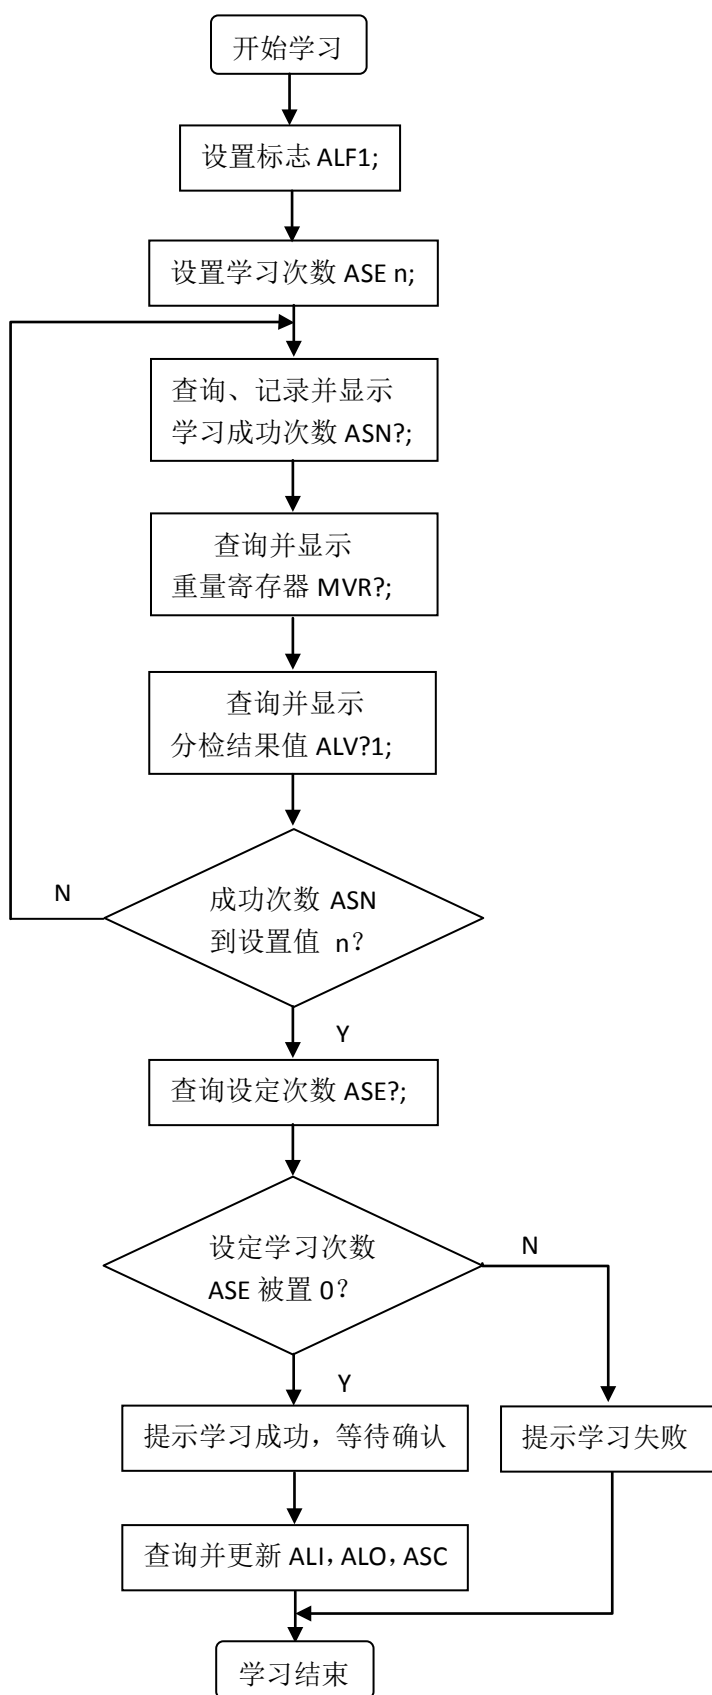 开始学习
设置标志 ALF1;
设置学习次数 ASE n;
查询、记录并显示
学习成功次数 ASN?;
查询并显示
重量寄存器 MVR?;
查询并显示
分检结果值 ALV?1;
N
成功次数 ASN
到设置值 n？
Y
查询设定次数 ASE?;
设定学习次数
ASE 被置 0？
N
Y
提示学习成功，等待确认
提示学习失败
查询并更新 ALI，ALO，ASC
学习结束